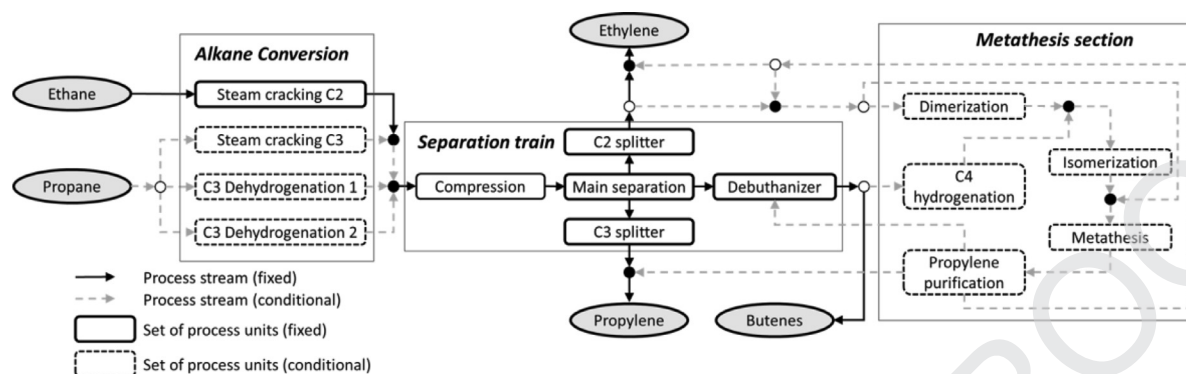 Ethylene
Metathesis section
Alkane Conversion
Ethane
Steam cracking C2
Dimerization
Steam cracking C3
Separation train
C2 splitter
Isomerization
Propane
C3 Dehydrogenation 1
Compression
Main separation
Debuthanizer
C4
hydrogenation
C3 Dehydrogenation 2
C3 splitter
Metathesis
Propylene
purification
Process stream (fixed)
Process stream (conditional)
Propylene
Butenes
Set of process units (fixed)
Set of process units (conditional)